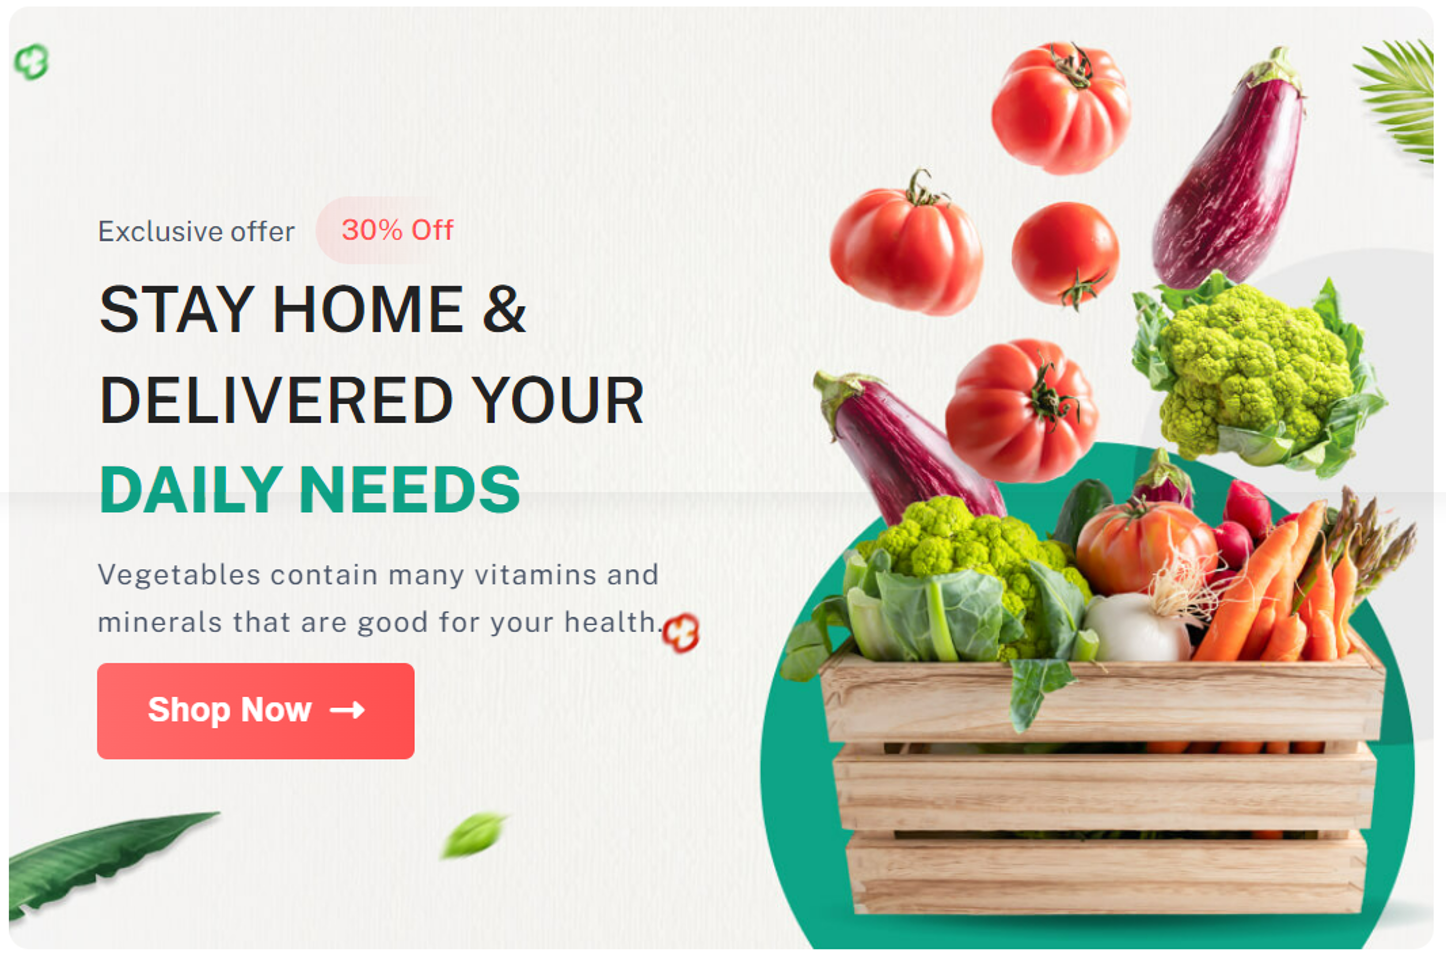 Exclusive offer 30% Off
STAY HOME &
DELIVERED YOUR
DAILY NEEDS
Vegetables contain many vitamins and
minerals that are good for your health.
Shop Now →